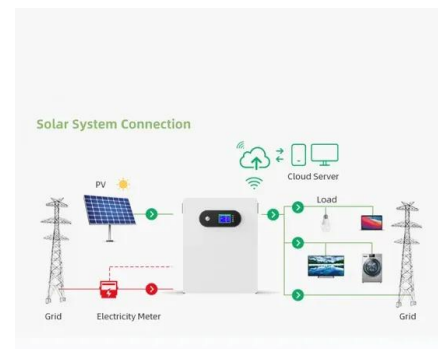 Solar System Connection
Cloud Server
PV
Load
Grid
Electricity Meter
Grid